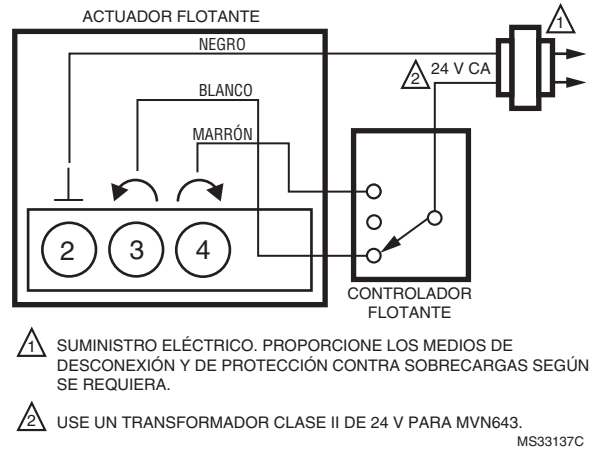 ACTUADOR FLOTANTE
NEGRO
1
2
24 V CA
BLANCO
MARRÓN
2
3
4
CONTROLADOR
FLOTANTE
1 SUMINISTRO ELÉCTRICO. PROPORCIONE LOS MEDIOS DE
DESCONEXIÓN Y DE PROTECCIÓN CONTRA SOBRECARGAS SEGÚN
SE REQUIERA.
2 USE UN TRANSFORMADOR CLASE II DE 24 V PARA MVN643.
MS33137C